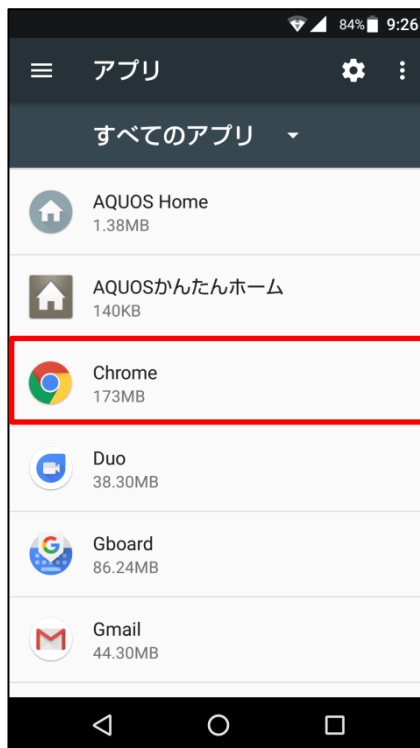 84% 9:26
アプリ
すべてのアプリ
AQUOS Home
1.38MB
AQUOSかんたんホーム
140KB
Chrome
173MB
Duo
38.30MB
Gboard
86.24MB
Gmail
44.30MB